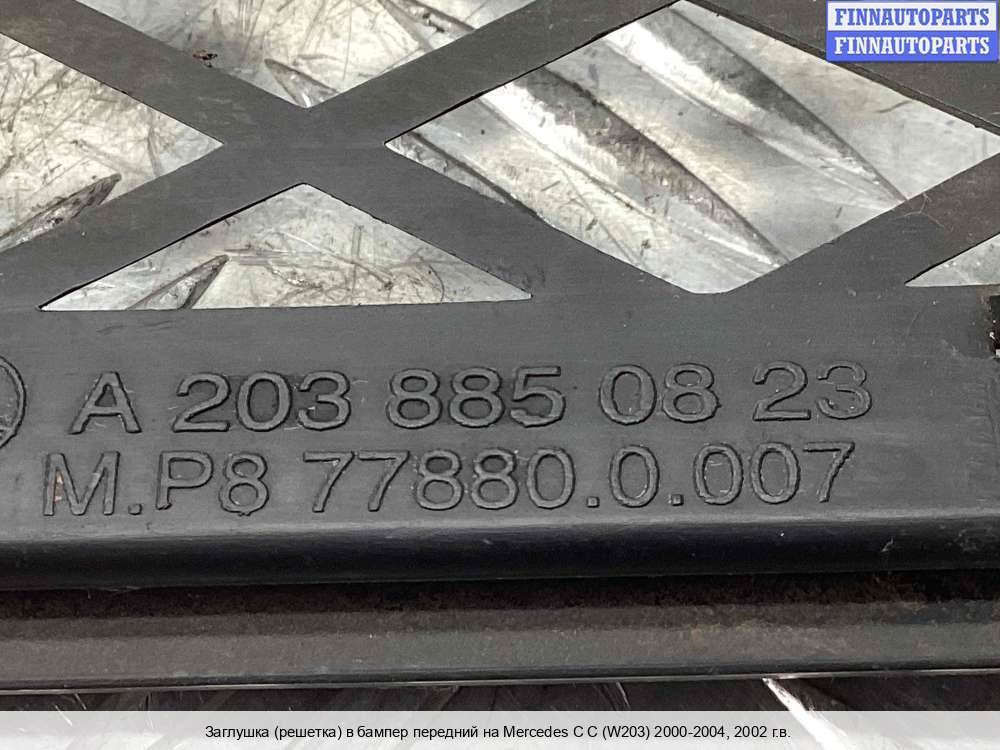 FINNAUTOPARTS
FINNAUTOPARTS
A 203 885 08 23
M.P8 77880.0.007
Заглушка (решетка) в бампер передний на Mercedes C C (W203) 2000-2004, 2002 г.в.